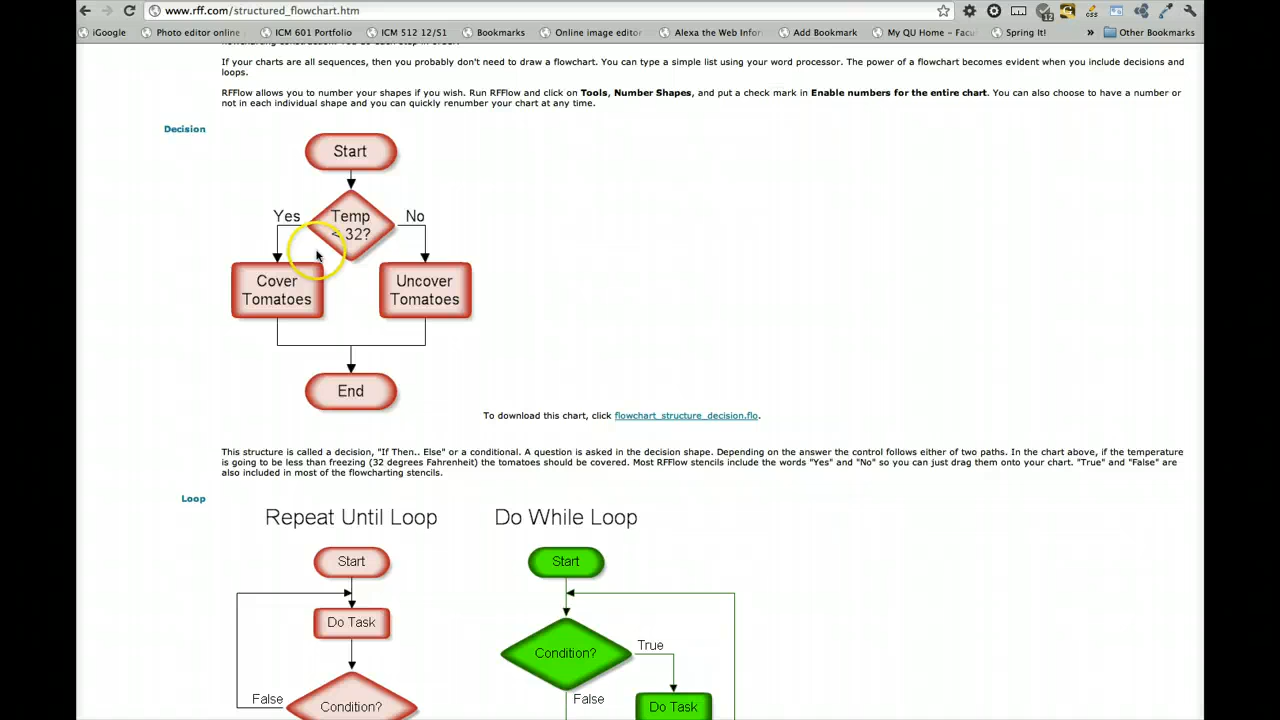 www.rff.com/structured_flowchart.htm
12
iGoogle Photo editor online ICM 601 Portfolio ICM 512 12/S1 Bookmarks Online image editor Alexa the Web Inforr Add Bookmark My QU Home – Facu Spring It! » Other Bookmarks
If your charts are all sequences, then you probably don't need to draw a flowchart. You can type a simple list using your word processor. The power of a flowchart becomes evident when you include decisions and
loops.
RFFlow allows you to number your shapes if you wish. Run RFFlow and click on Tools, Number Shapes, and put a check mark in Enable numbers for the entire chart. You can also choose to have a number or
not in each individual shape and you can quickly renumber your chart at any time.
Decision
Start
Yes
Temp
< 32?
No
Cover
Tomatoes
Uncover
Tomatoes
End
To download this chart, click flowchart_structure_decision.flo.
This structure is called a decision, "If Then.. Else" or a conditional. A question is asked in the decision shape. Depending on the answer the control follows either of two paths. In the chart above, if the temperature
is going to be less than freezing (32 degrees Fahrenheit) the tomatoes should be covered. Most RFFlow stencils include the words "Yes" and "No" so you can just drag them onto your chart. "True" and "False" are
also included in most of the flowcharting stencils.
Loop
Repeat Until Loop
Start
Do Task
False
Condition?
Do While Loop
Start
Condition?
True
False
Do Task